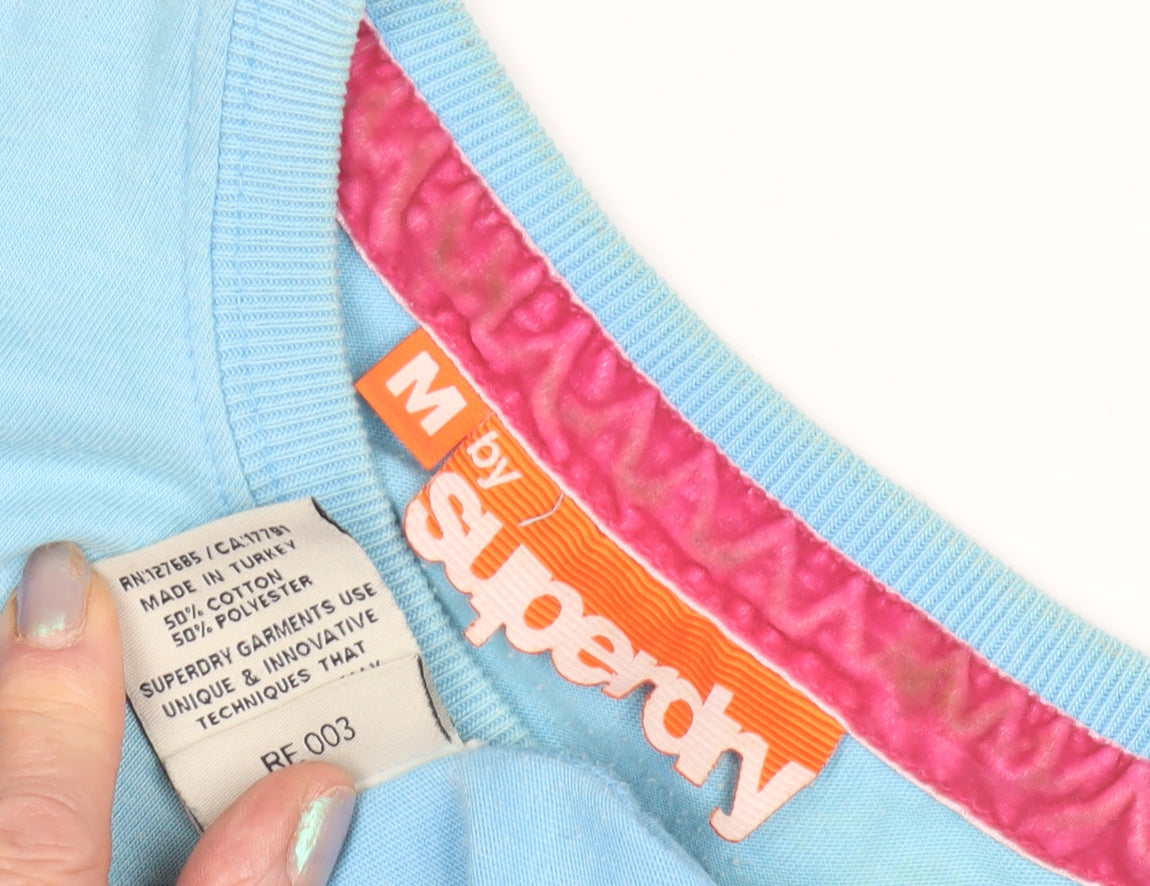 M
by
Superdry
RN:127685 / CA:17791
MADE IN TURKEY
50% COTTON
50% POLYESTER
SUPERDRY GARMENTS USE
UNIQUE & INNOVATIVE
TECHNIQUES THAT
RE.003